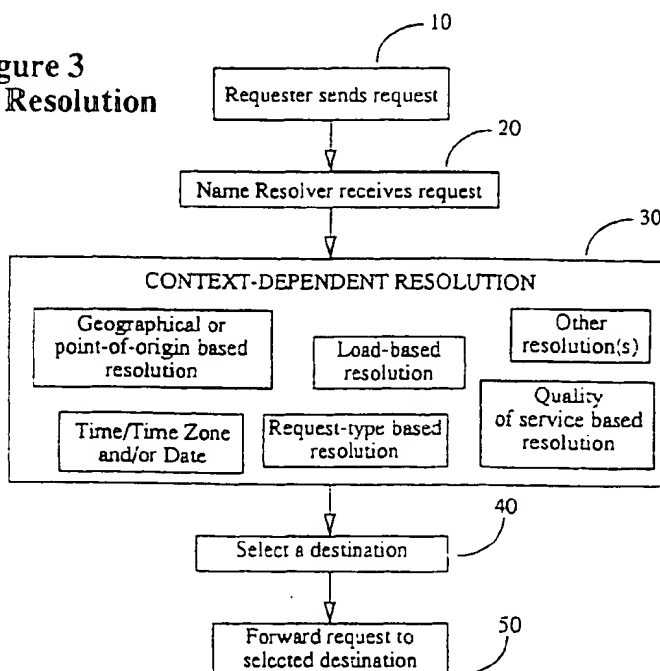 gure 3
Resolution
10
Requester sends request
20
Name Resolver receives request
30
CONTEXT-DEPENDENT RESOLUTION
Geographical or
point-of-origin based
resolution
Load-based
resolution
Other
resolution(s)
Time/Time Zone
and/or Date
Request-type based
resolution
Quality
of service based
resolution
40
Select a destination
50
Forward request to
selected destination